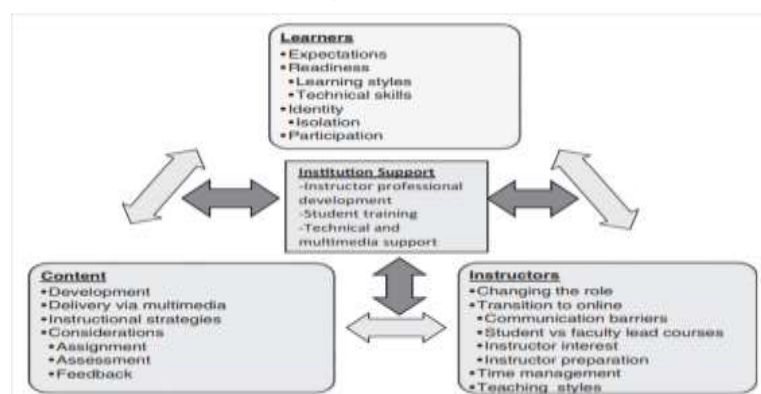 Learners
•Expectations
•Readiness
•Learning styles
•Technical skills
•Identity
•Isolation
•Participation
Institution Support
-Instructor professional
development
-Student training
-Technical and
multimedia support
Content
•Development
•Delivery via multimedia
•Instructional strategies
•Considerations
•Assignment
•Assessment
•Feedback
Instructors
•Changing the role
•Transition to online
•Communication barriers
•Student vs faculty lead courses
•Instructor interest
•Instructor preparation
•Time management
•Teaching styles